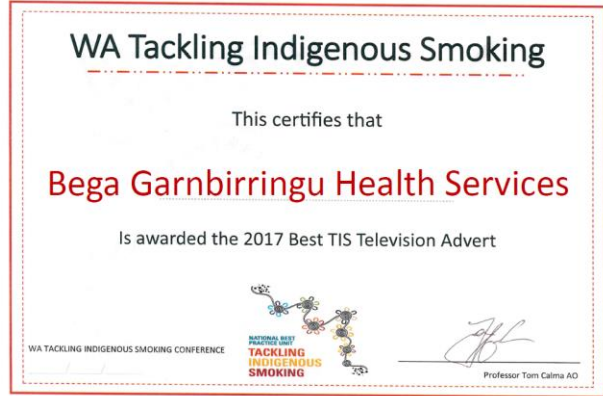 WA Tackling Indigenous Smoking
This certifies that
Bega Garnbirringu Health Services
Is awarded the 2017 Best TIS Television Advert
WA TACKLING INDIGENOUS SMOKING CONFERENCE
NATIONAL BEST
PRACTICE UNIT
TACKLING
INDIGENOUS
SMOKING
Professor Tom Calma AO